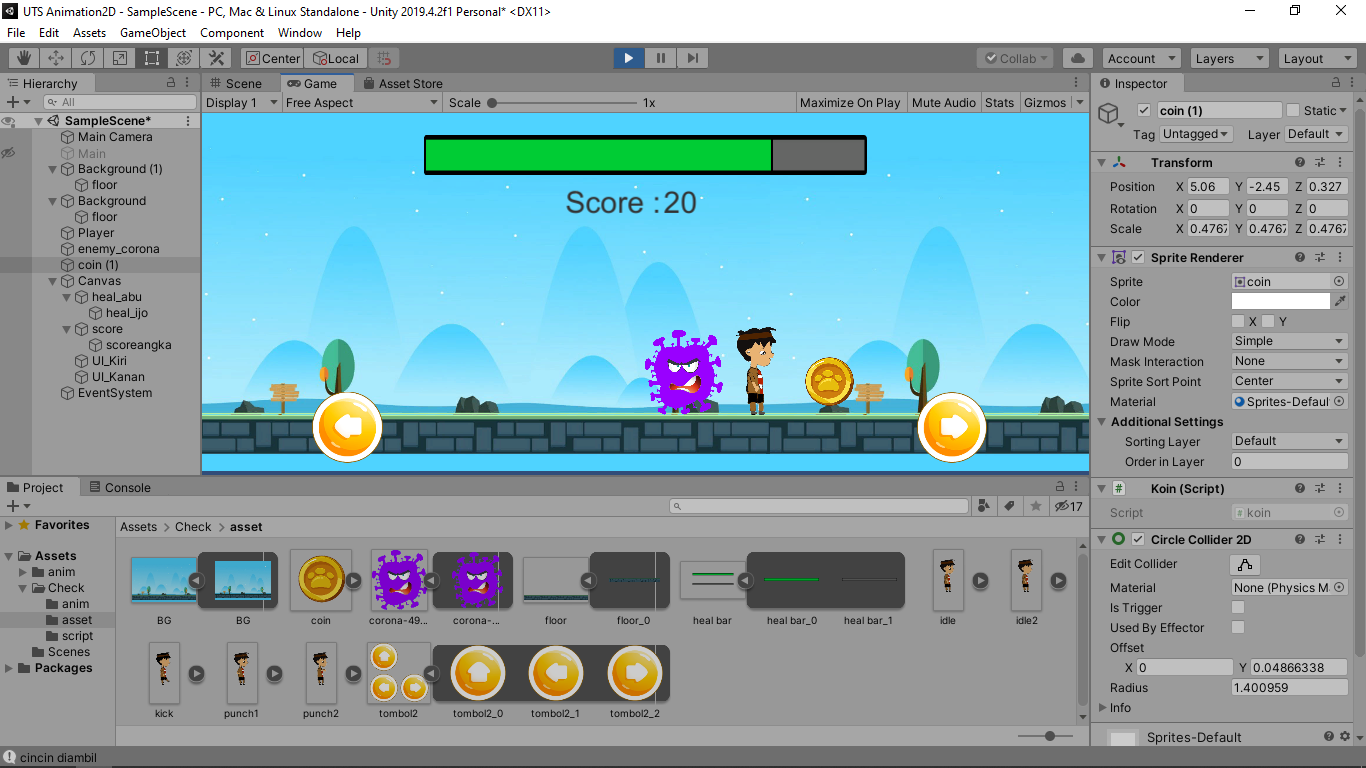 UTS Animation2D - SampleScene - PC, Mac & Linux Standalone - Unity 2019.4.2f1 Personal* <DX11>
File Edit Assets GameObject Component Window Help
Center Local Collab Account Layers Layout
Hierarchy
All
SampleScene*
Main Camera
Main
Background (1)
floor
Background
floor
Player
enemy_corona
coin (1)
Canvas
heal_abu
heal_ijo
score
scoreangka
UI_Kiri
UI_Kanan
EventSystem
Scene Game Asset Store
Display 1 Free Aspect Scale 1x Maximize On Play Mute Audio Stats Gizmos
Score :20
Inspector
coin (1) Static
Tag Untagged Layer Default
Transform
Position X 5.06 Y -2.45 Z 0.327
Rotation X 0 Y 0 Z 0
Scale X 0.4767 Y 0.4767 Z 0.4767
Sprite Renderer
Sprite coin
Color
Flip X Y
Draw Mode Simple
Mask Interaction None
Sprite Sort Point Center
Material Sprites-Defaul
Additional Settings
Sorting Layer Default
Order in Layer 0
Koin (Script)
Script # koin
Circle Collider 2D
Edit Collider
Material None (Physics M
Is Trigger
Used By Effector
Offset
X 0 Y 0.04866338
Radius 1.400959
Info
Sprites-Default
Project Console
17
Favorites
Assets
anim
Check
anim
asset
script
Scenes
Packages
Assets > Check > asset
BG BG coin corona-49... corona-... floor floor_0 heal bar heal bar_0 heal bar_1 idle idle2
kick punch1 punch2 tombol2 tombol2_0 tombol2_1 tombol2_2
cincin diambil